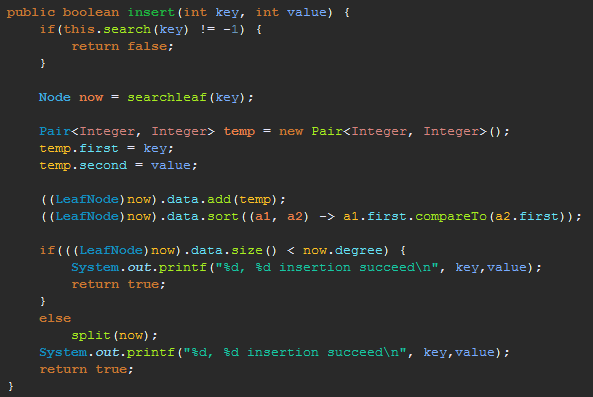 public boolean insert(int key, int value) {
    if(this.search(key) != -1) {
        return false;
    }
    Node now = searchleaf(key);
    Pair<Integer, Integer> temp = new Pair<Integer, Integer>();
    temp.first = key;
    temp.second = value;
    ((LeafNode)now).data.add(temp);
    ((LeafNode)now).data.sort((a1, a2) -> a1.first.compareTo(a2.first));
    if(((LeafNode)now).data.size() < now.degree) {
        System.out.printf("%d, %d insertion succeed\n", key,value);
        return true;
    }
    else
        split(now);
    System.out.printf("%d, %d insertion succeed\n", key,value);
    return true;
}